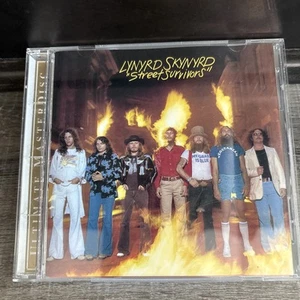 LYNYRD SKYNYRD
"Street Survivors"
ULTIMATE MASTERDISC